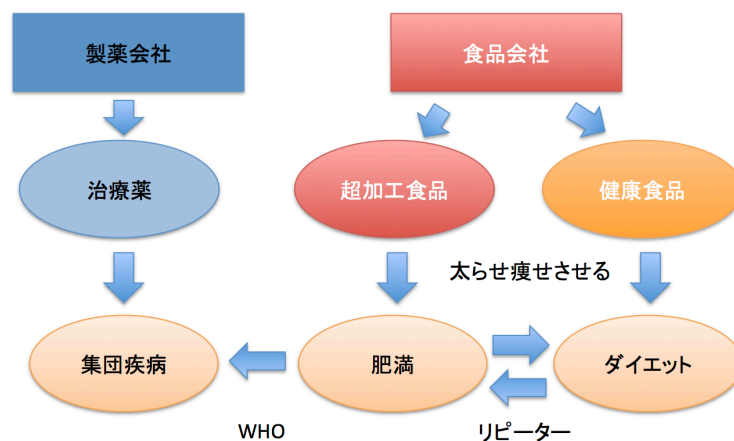 製薬会社
食品会社
治療薬
超加工食品
健康食品
太らせ痩せさせる
集団疾病
肥満
ダイエット
WHO
リピーター